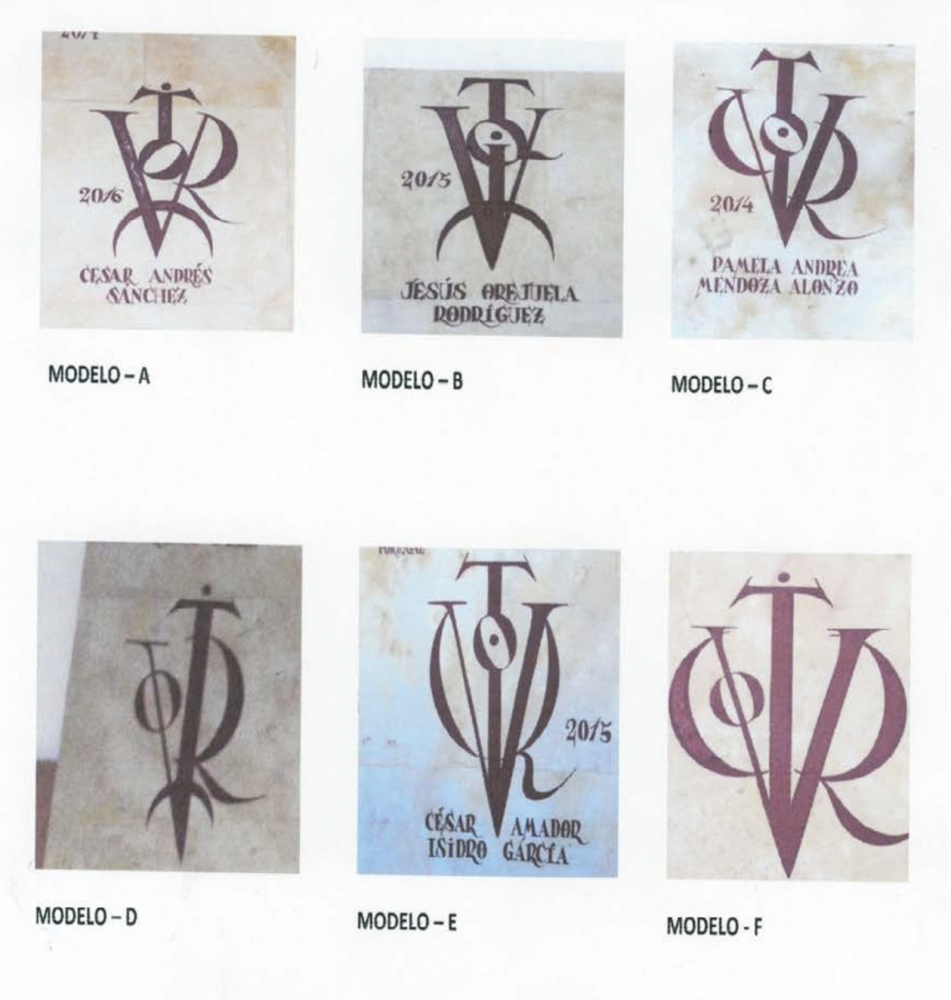 2016
CESAR ANDRÉS
SÁNCHEZ
MODELO – A
2015
JESÚS OREJUELA
RODRÍGUEZ
MODELO – B
2014
PAMELA ANDREA
MENDOZA ALONZO
MODELO – C
MODELO – D
2015
CÉSAR AMADOR
ISIDRO GARCÍA
MODELO – E
MODELO - F